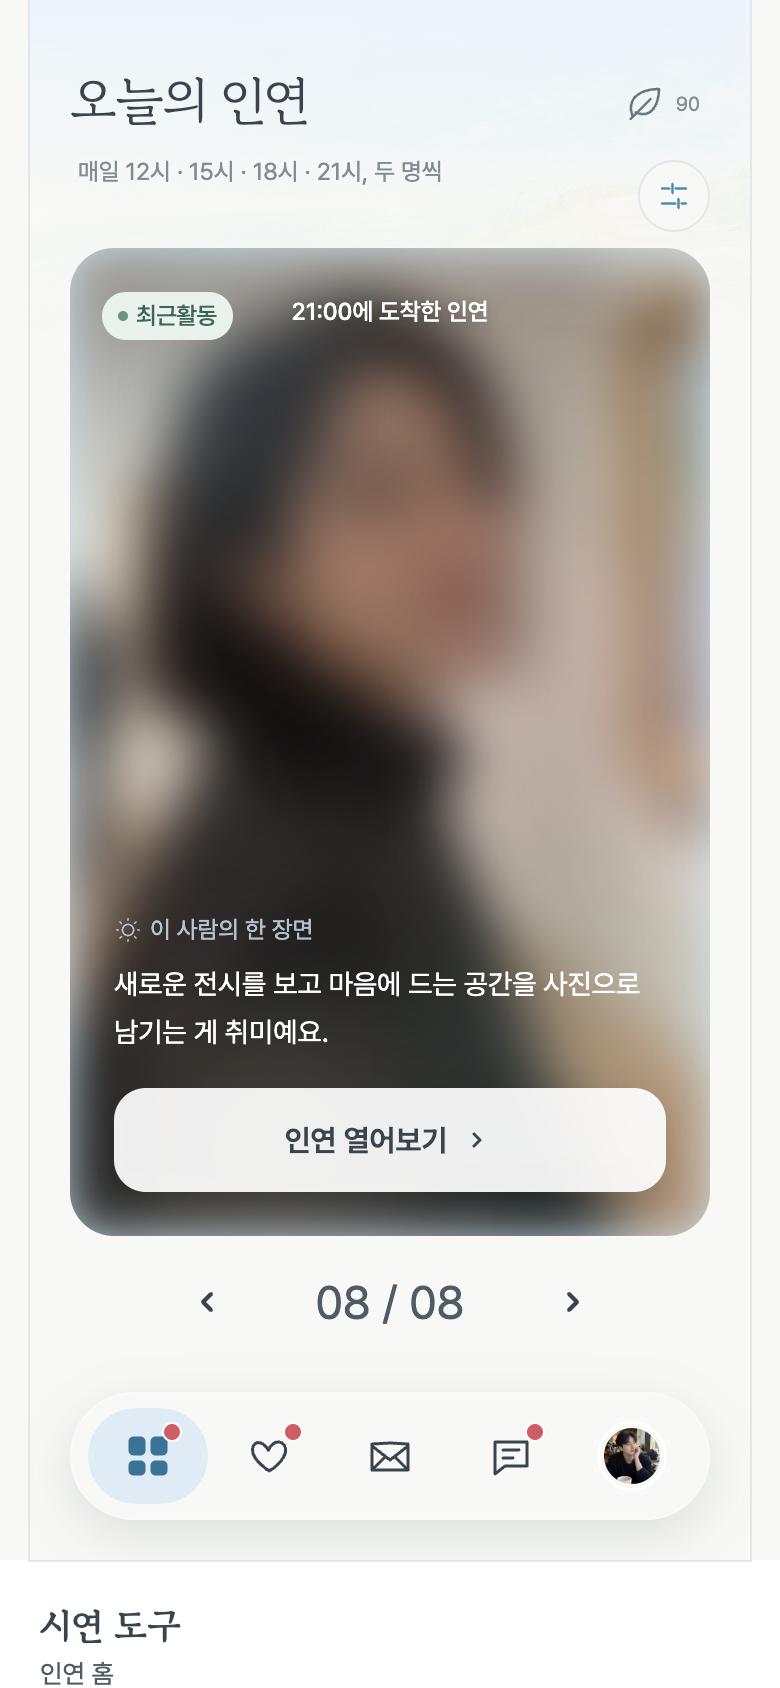 오늘의 인연
90
매일 12시 · 15시 · 18시 · 21시, 두 명씩
최근활동
21:00에 도착한 인연
이 사람의 한 장면
새로운 전시를 보고 마음에 드는 공간을 사진으로
남기는 게 취미예요.
인연 열어보기
08 / 08
시연 도구
인연 홈